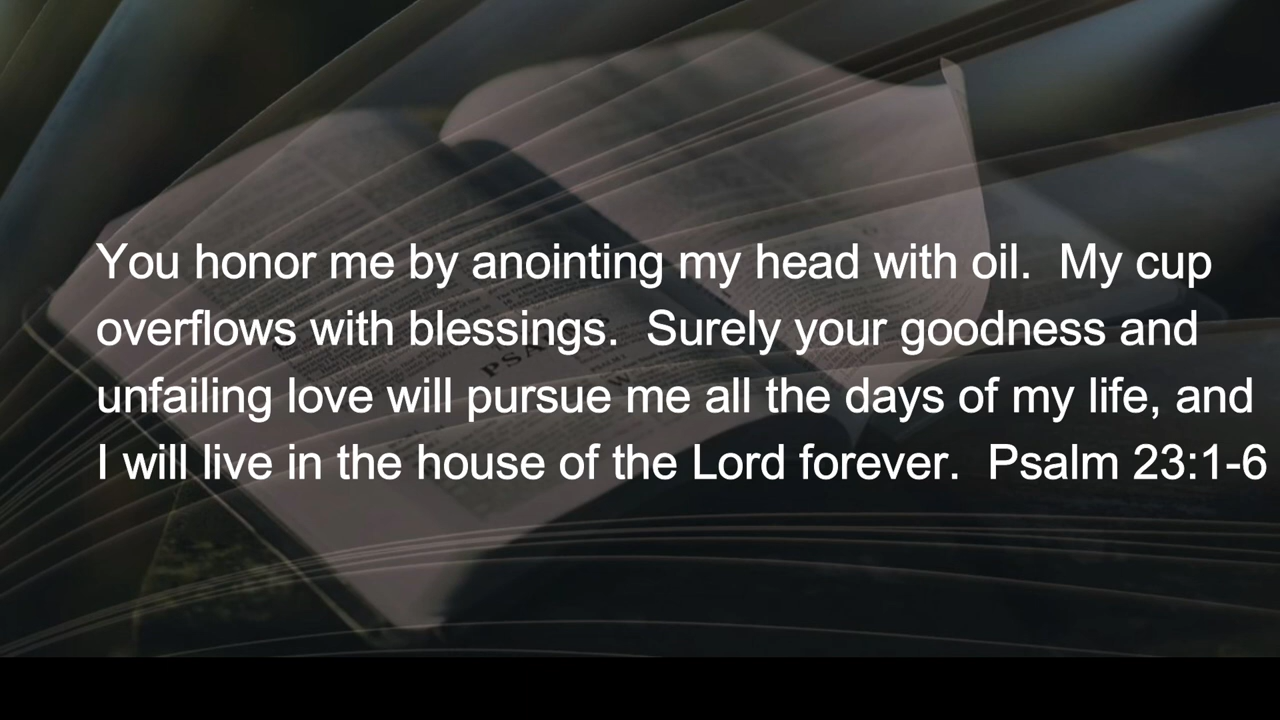 You honor me by anointing my head with oil.  My cup
overflows with blessings.  Surely your goodness and
unfailing love will pursue me all the days of my life, and
I will live in the house of the Lord forever.  Psalm 23:1-6
PSALMS